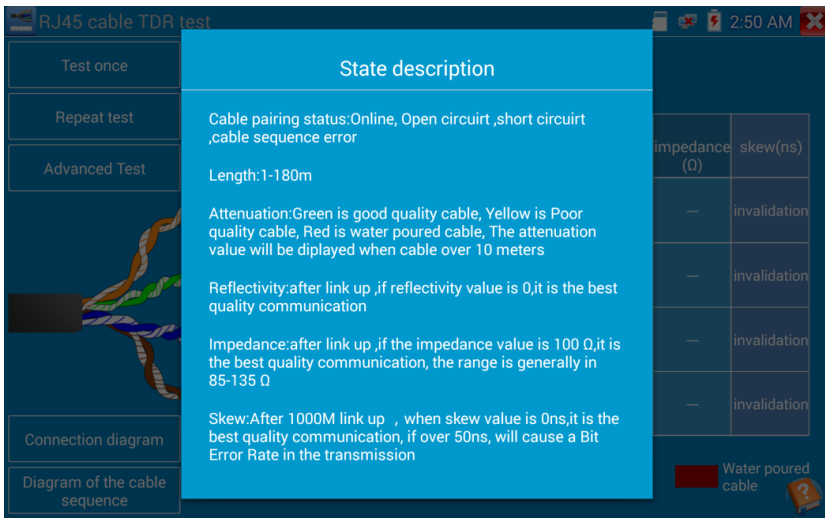 RJ45 cable TDR test
2:50 AM
Test once
Repeat test
Advanced Test
Connection diagram
Diagram of the cable
sequence
State description
Cable pairing status:Online, Open circuirt ,short circuirt
,cable sequence error
Length:1-180m
Attenuation:Green is good quality cable, Yellow is Poor
quality cable, Red is water poured cable, The attenuation
value will be diplayed when cable over 10 meters
Reflectivity:after link up ,if reflectivity value is 0,it is the best
quality communication
Impedance:after link up ,if the impedance value is 100 Ω,it is
the best quality communication, the range is generally in
85-135 Ω
Skew:After 1000M link up , when skew value is 0ns,it is the
best quality communication, if over 50ns, will cause a Bit
Error Rate in the transmission
impedance
(Ω)
skew(ns)
— invalidation
— invalidation
— invalidation
— invalidation
Water poured
cable